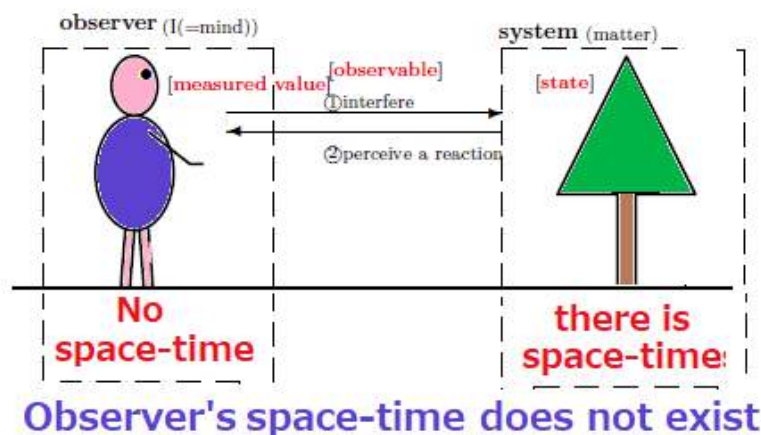 observer (I(=mind))
system (matter)
[observable]
[measured value]
[state]
①interfere
②perceive a reaction
No
space-time
there is
space-time
Observer's space-time does not exist